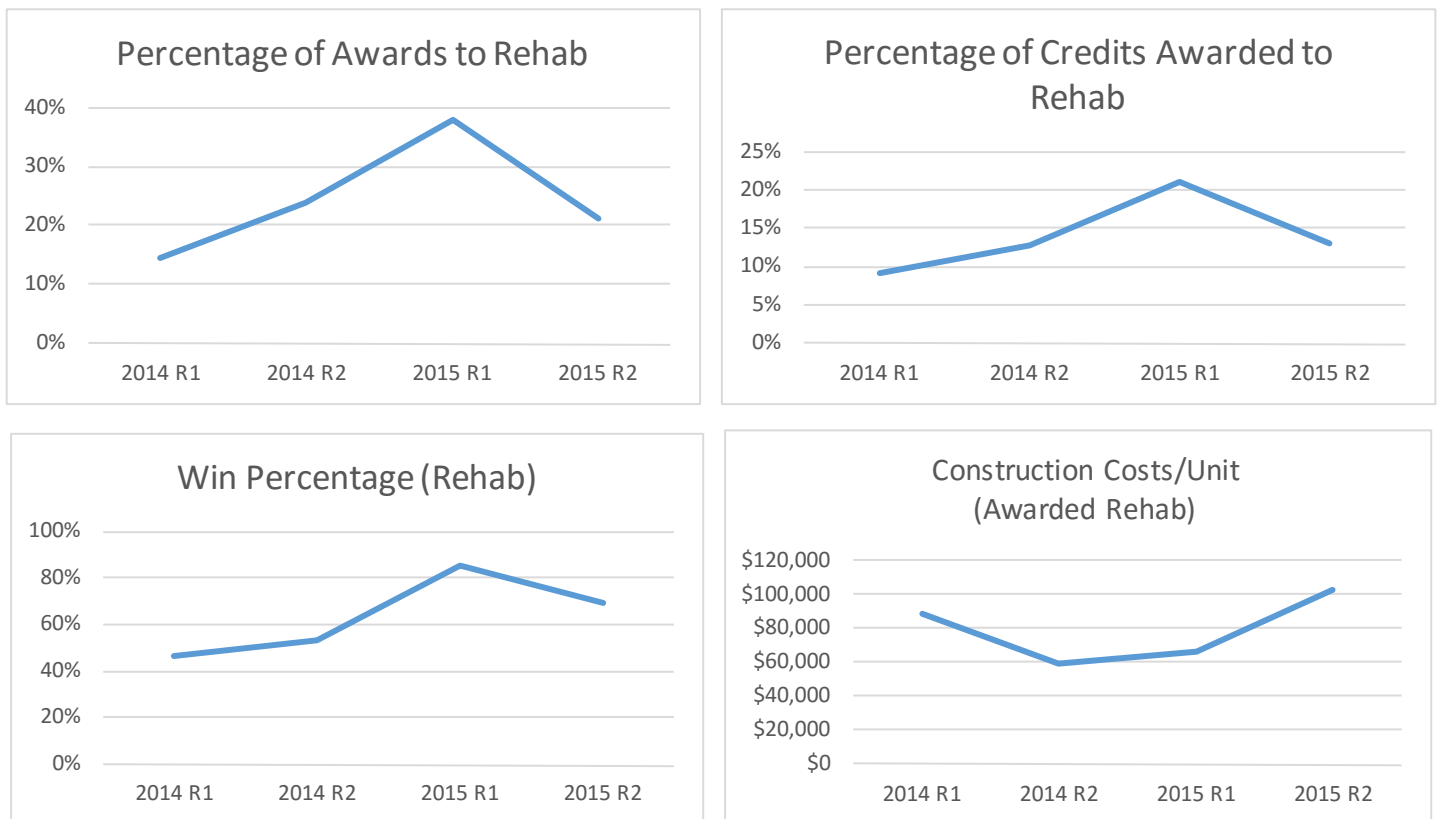 Percentage of Awards to Rehab
40%
30%
20%
10%
0%
2014 R1 2014 R2 2015 R1 2015 R2
Percentage of Credits Awarded to
Rehab
25%
20%
15%
10%
5%
0%
2014 R1 2014 R2 2015 R1 2015 R2
Win Percentage (Rehab)
100%
80%
60%
40%
20%
0%
2014 R1 2014 R2 2015 R1 2015 R2
Construction Costs/Unit
(Awarded Rehab)
$120,000
$100,000
$80,000
$60,000
$40,000
$20,000
$0
2014 R1 2014 R2 2015 R1 2015 R2